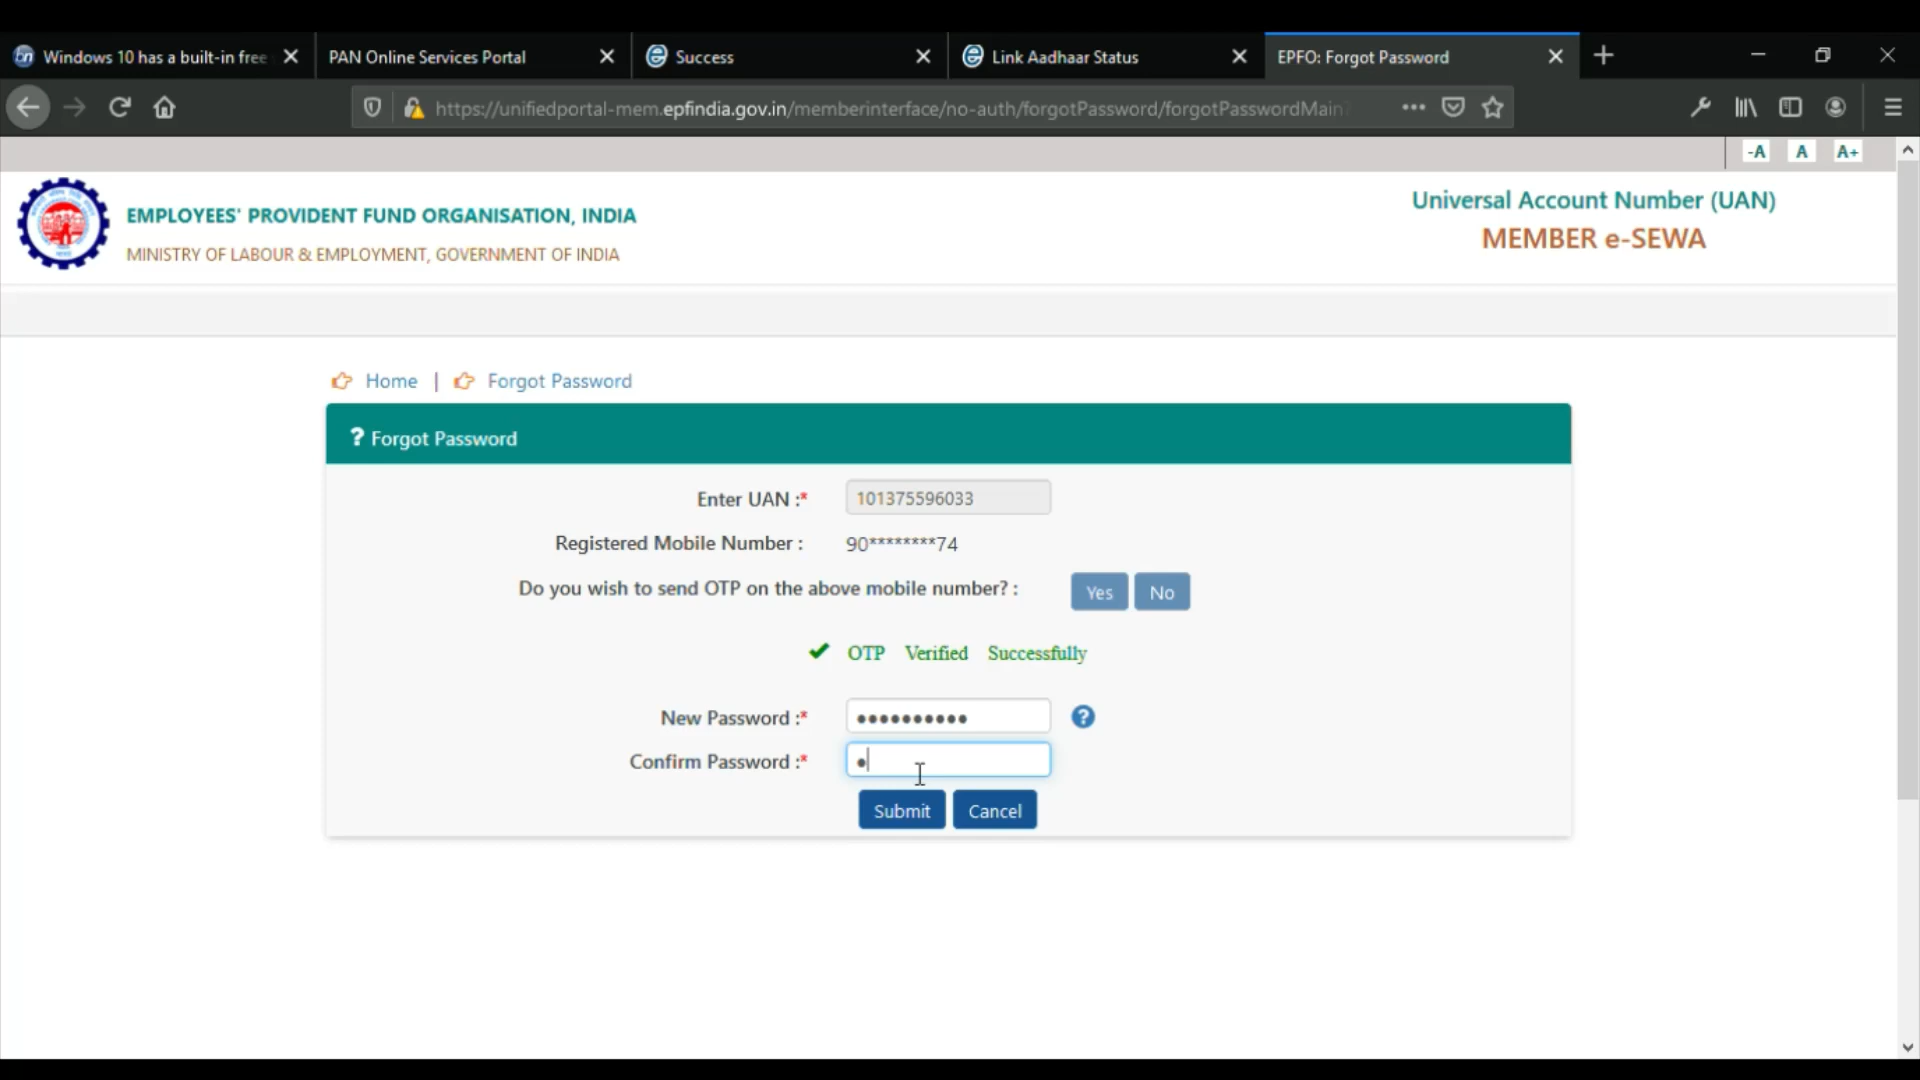 Windows 10 has a built-in free
PAN Online Services Portal
Success
Link Aadhaar Status
EPFO: Forgot Password
https://unifiedportal-mem.epfindia.gov.in/memberinterface/no-auth/forgotPassword/forgotPasswordMain
-A A A+
EMPLOYEES' PROVIDENT FUND ORGANISATION, INDIA
MINISTRY OF LABOUR & EMPLOYMENT, GOVERNMENT OF INDIA
Universal Account Number (UAN)
MEMBER e-SEWA
Home | Forgot Password
? Forgot Password
Enter UAN :* 101375596033
Registered Mobile Number : 90********74
Do you wish to send OTP on the above mobile number? : Yes No
OTP Verified Successfully
New Password :* ●●●●●●●●●●
Confirm Password :* ●
Submit Cancel